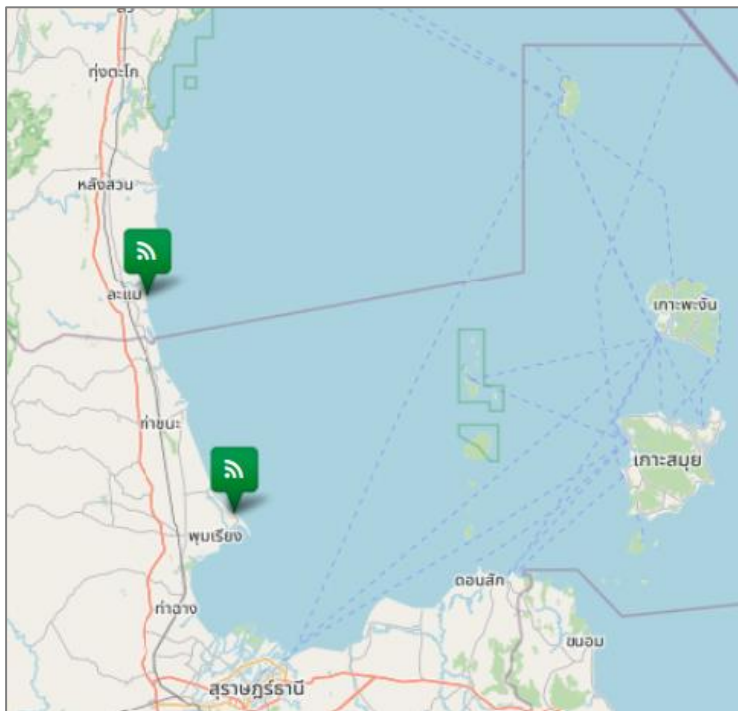 สวี
ทุ่งตะโก
หลังสวน
ละแม
เกาะพะงัน
ท่าชนะ
เกาะสมุย
พุมเรียง
ดอนสัก
ท่าฉาง
ขนอม
สุราษฎร์ธานี